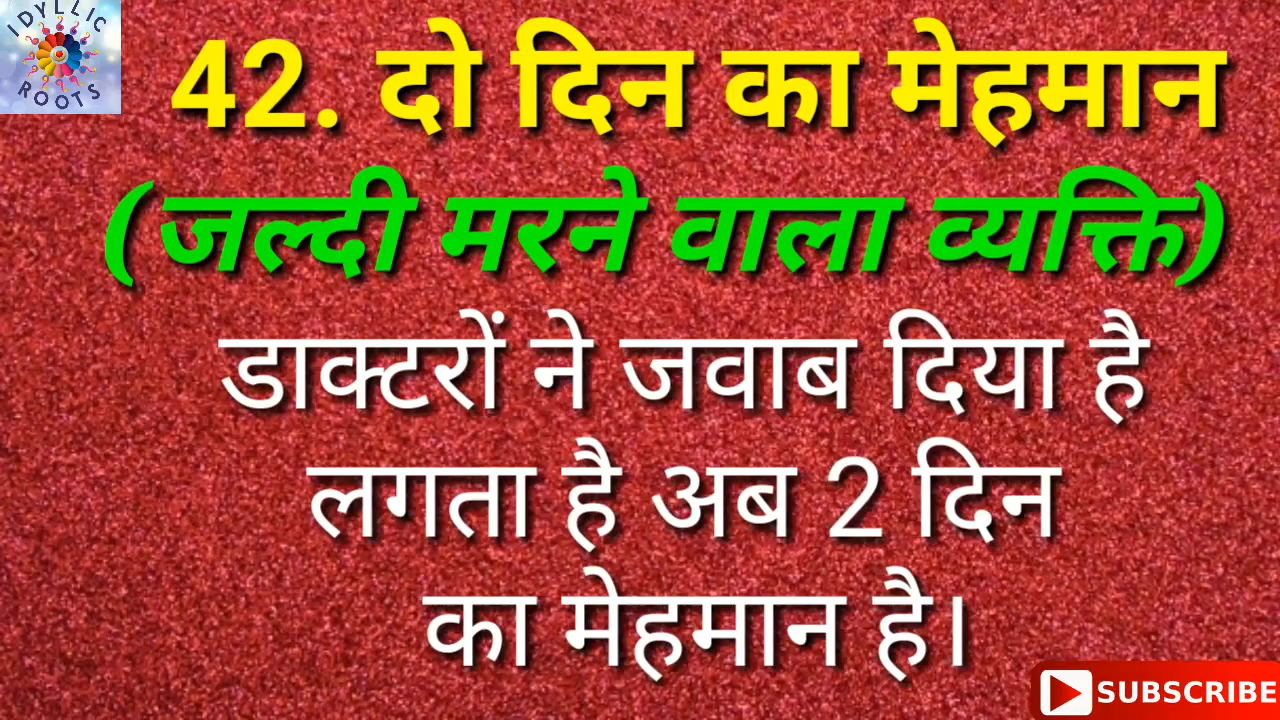 IDYLLIC
ROOTS
42. दो दिन का मेहमान
(जल्दी मरने वाला व्यक्ति)
डाक्टरों ने जवाब दिया है
लगता है अब 2 दिन
का मेहमान है।
SUBSCRIBE